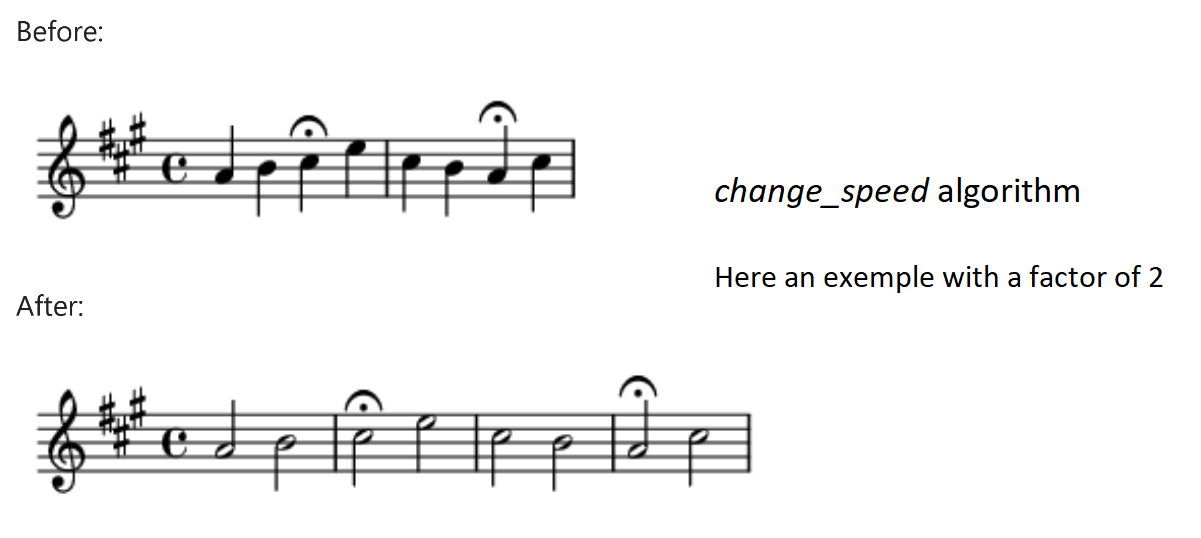 Before:
change_speed algorithm
Here an exemple with a factor of 2
After: